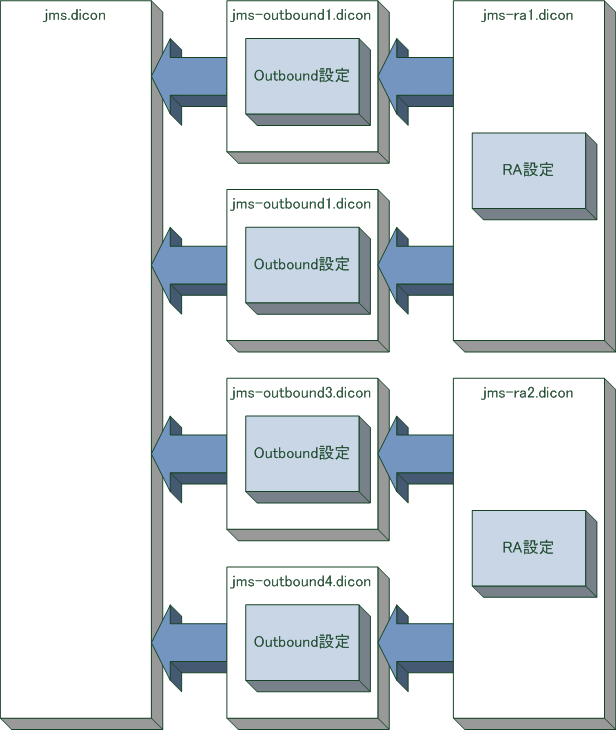 jms.dicon
jms-outbound1.dicon
Outbound設定
jms-ra1.dicon
RA設定
jms-outbound1.dicon
Outbound設定
jms-outbound3.dicon
Outbound設定
jms-ra2.dicon
RA設定
jms-outbound4.dicon
Outbound設定